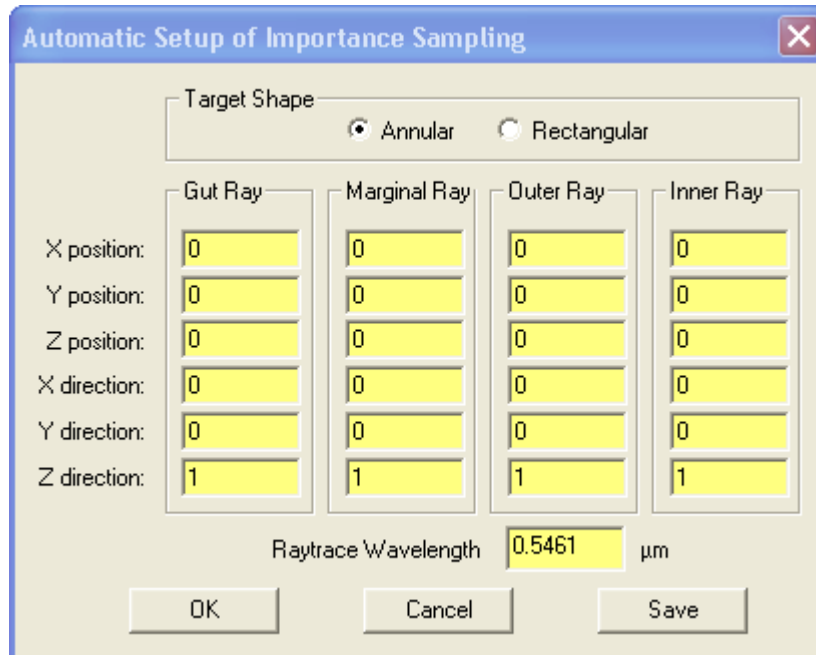 Automatic Setup of Importance Sampling
Target Shape
Annular Rectangular
Gut Ray Marginal Ray Outer Ray Inner Ray
X position: 0 0 0 0
Y position: 0 0 0 0
Z position: 0 0 0 0
X direction: 0 0 0 0
Y direction: 0 0 0 0
Z direction: 1 1 1 1
Raytrace Wavelength 0.5461 µm
OK Cancel Save